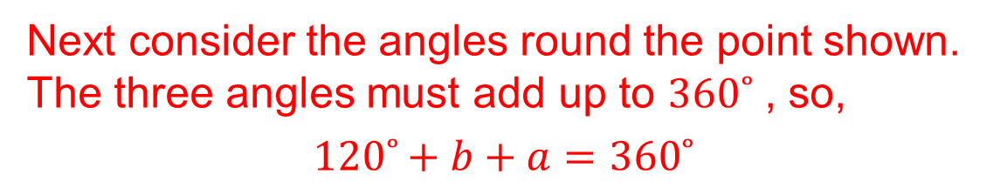 Next consider the angles round the point shown.
The three angles must add up to 360° , so,
120° + b + a = 360°